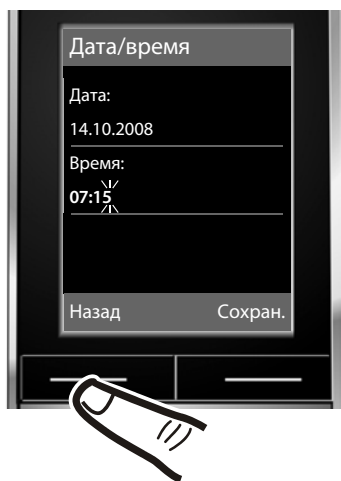 Дата/время
Дата:
14.10.2008
Время:
07:15
Назад Сохран.